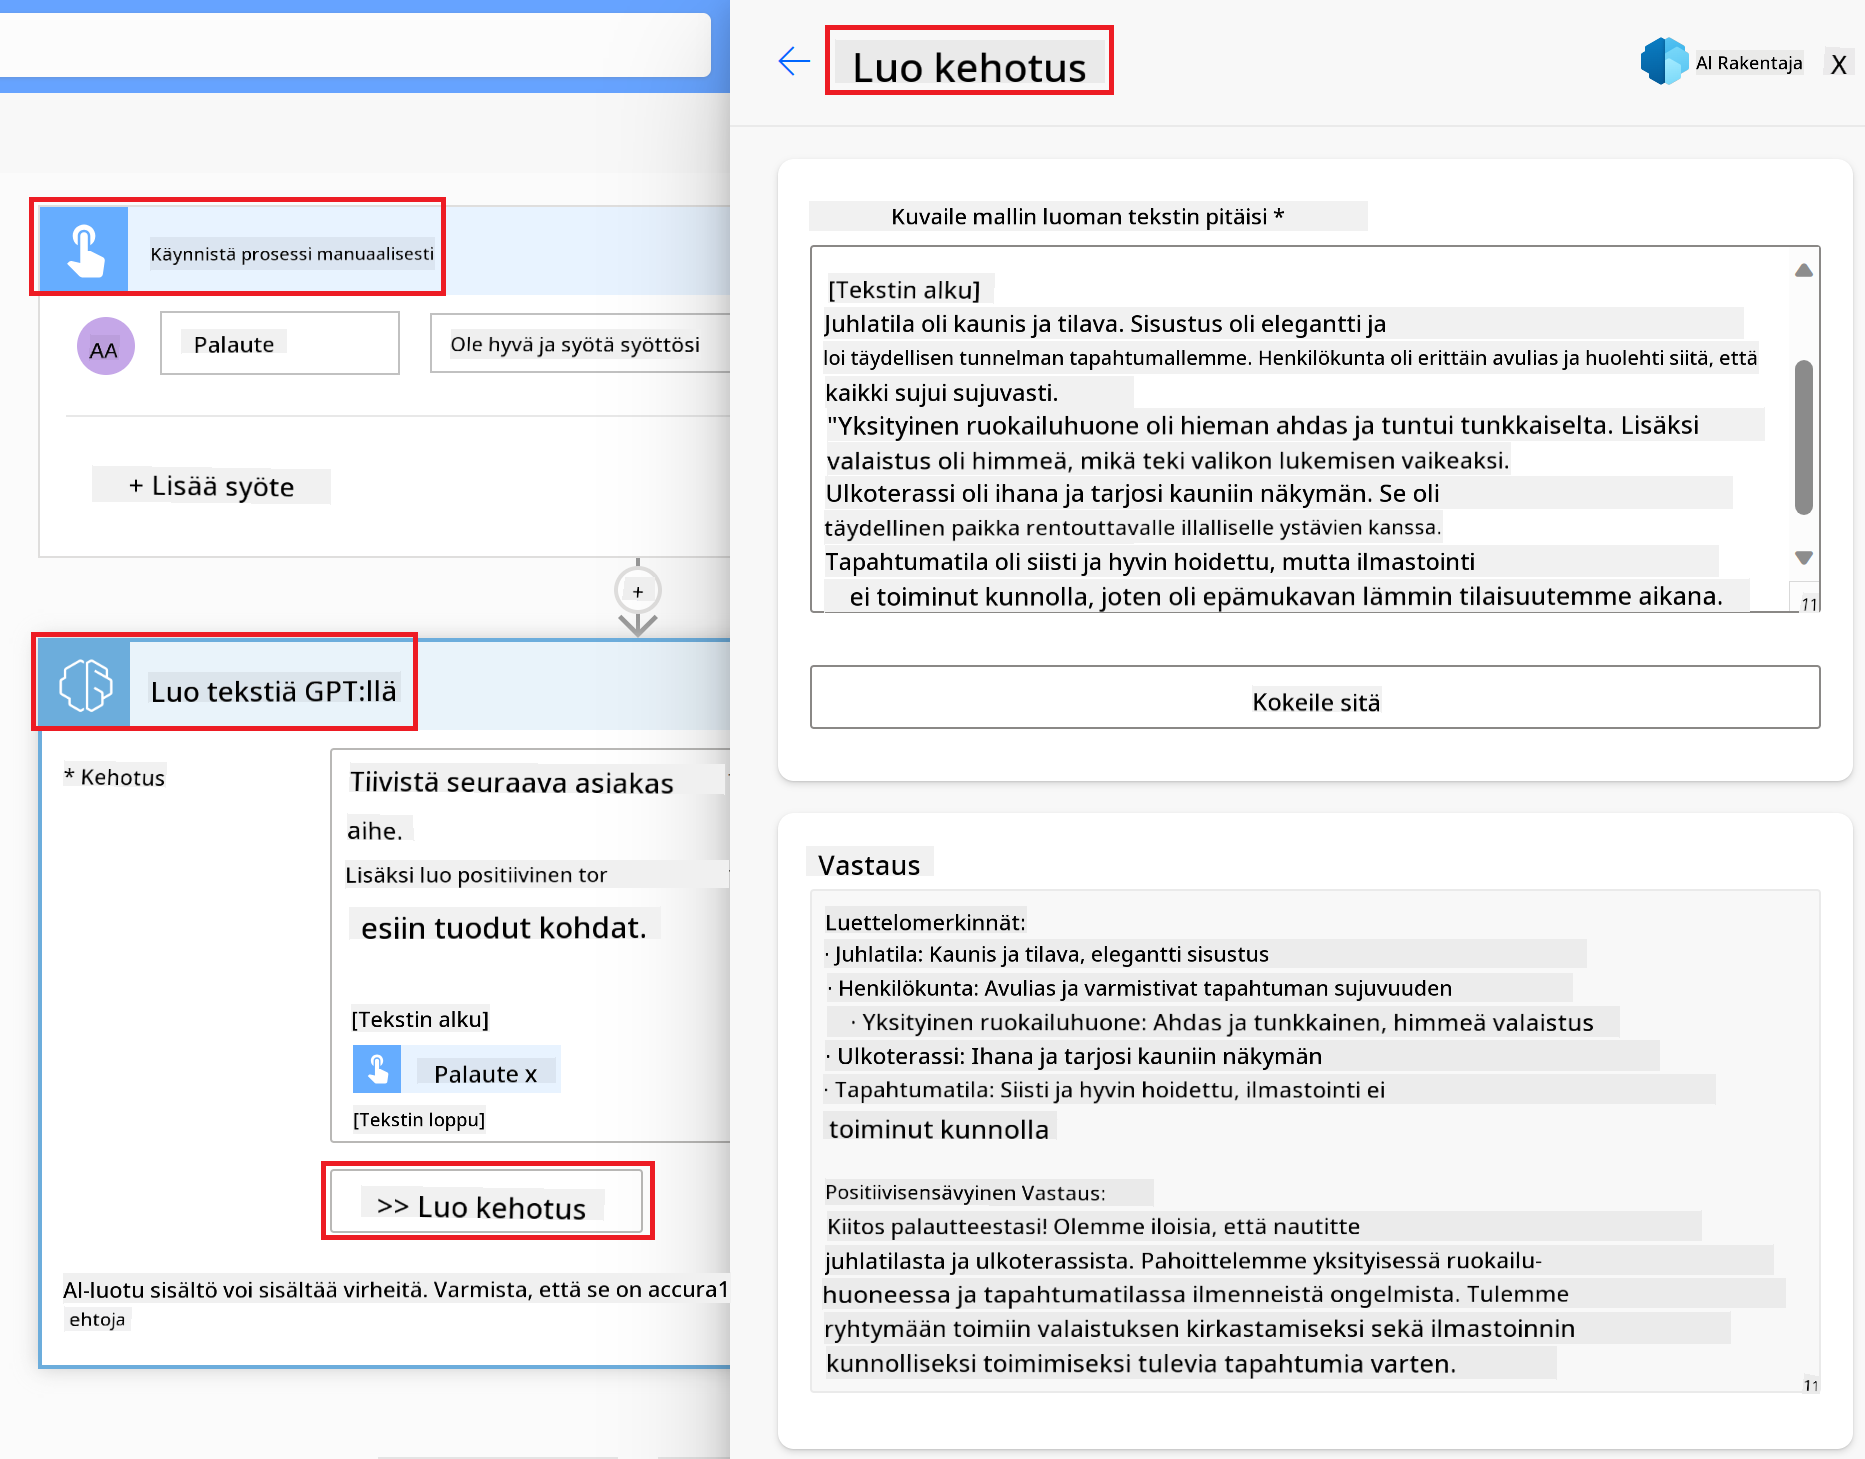 Käynnistä prosessi manuaalisesti
AA
Palaute
Ole hyvä ja syötä syöttösi
+ Lisää syöte
+
Luo tekstiä GPT:llä
* Kehotus
Tiivistä seuraava asiakas
aihe.
Lisäksi luo positiivinen tor
esiin tuodut kohdat.
[Tekstin alku]
Palaute x
[Tekstin loppu]
>> Luo kehotus
AI-luotu sisältö voi sisältää virheitä. Varmista, että se on accura1
ehtoja
Luo kehotus
AI Rakentaja
X
Kuvaile mallin luoman tekstin pitäisi *
[Tekstin alku]
Juhlatila oli kaunis ja tilava. Sisustus oli elegantti ja
loi täydellisen tunnelman tapahtumallemme. Henkilökunta oli erittäin avulias ja huolehti siitä, että
kaikki sujui sujuvasti.
"Yksityinen ruokailuhuone oli hieman ahdas ja tuntui tunkkaiselta. Lisäksi
valaistus oli himmeä, mikä teki valikon lukemisen vaikeaksi.
Ulkoterassi oli ihana ja tarjosi kauniin näkymän. Se oli
täydellinen paikka rentouttavalle illalliselle ystävien kanssa.
Tapahtumatila oli siisti ja hyvin hoidettu, mutta ilmastointi
ei toiminut kunnolla, joten oli epämukavan lämmin tilaisuutemme aikana.
11
Kokeile sitä
Vastaus
Luettelomerkinnät:
· Juhlatila: Kaunis ja tilava, elegantti sisustus
· Henkilökunta: Avulias ja varmistivat tapahtuman sujuvuuden
· Yksityinen ruokailuhuone: Ahdas ja tunkkainen, himmeä valaistus
· Ulkoterassi: Ihana ja tarjosi kauniin näkymän
· Tapahtumatila: Siisti ja hyvin hoidettu, ilmastointi ei
toiminut kunnolla
Positiivisensävyinen Vastaus:
Kiitos palautteestasi! Olemme iloisia, että nautitte
juhlatilasta ja ulkoterassista. Pahoittelemme yksityisessä ruokailu-
huoneessa ja tapahtumatilassa ilmenneistä ongelmista. Tulemme
ryhtymään toimiin valaistuksen kirkastamiseksi sekä ilmastoinnin
kunnolliseksi toimimiseksi tulevia tapahtumia varten.
11